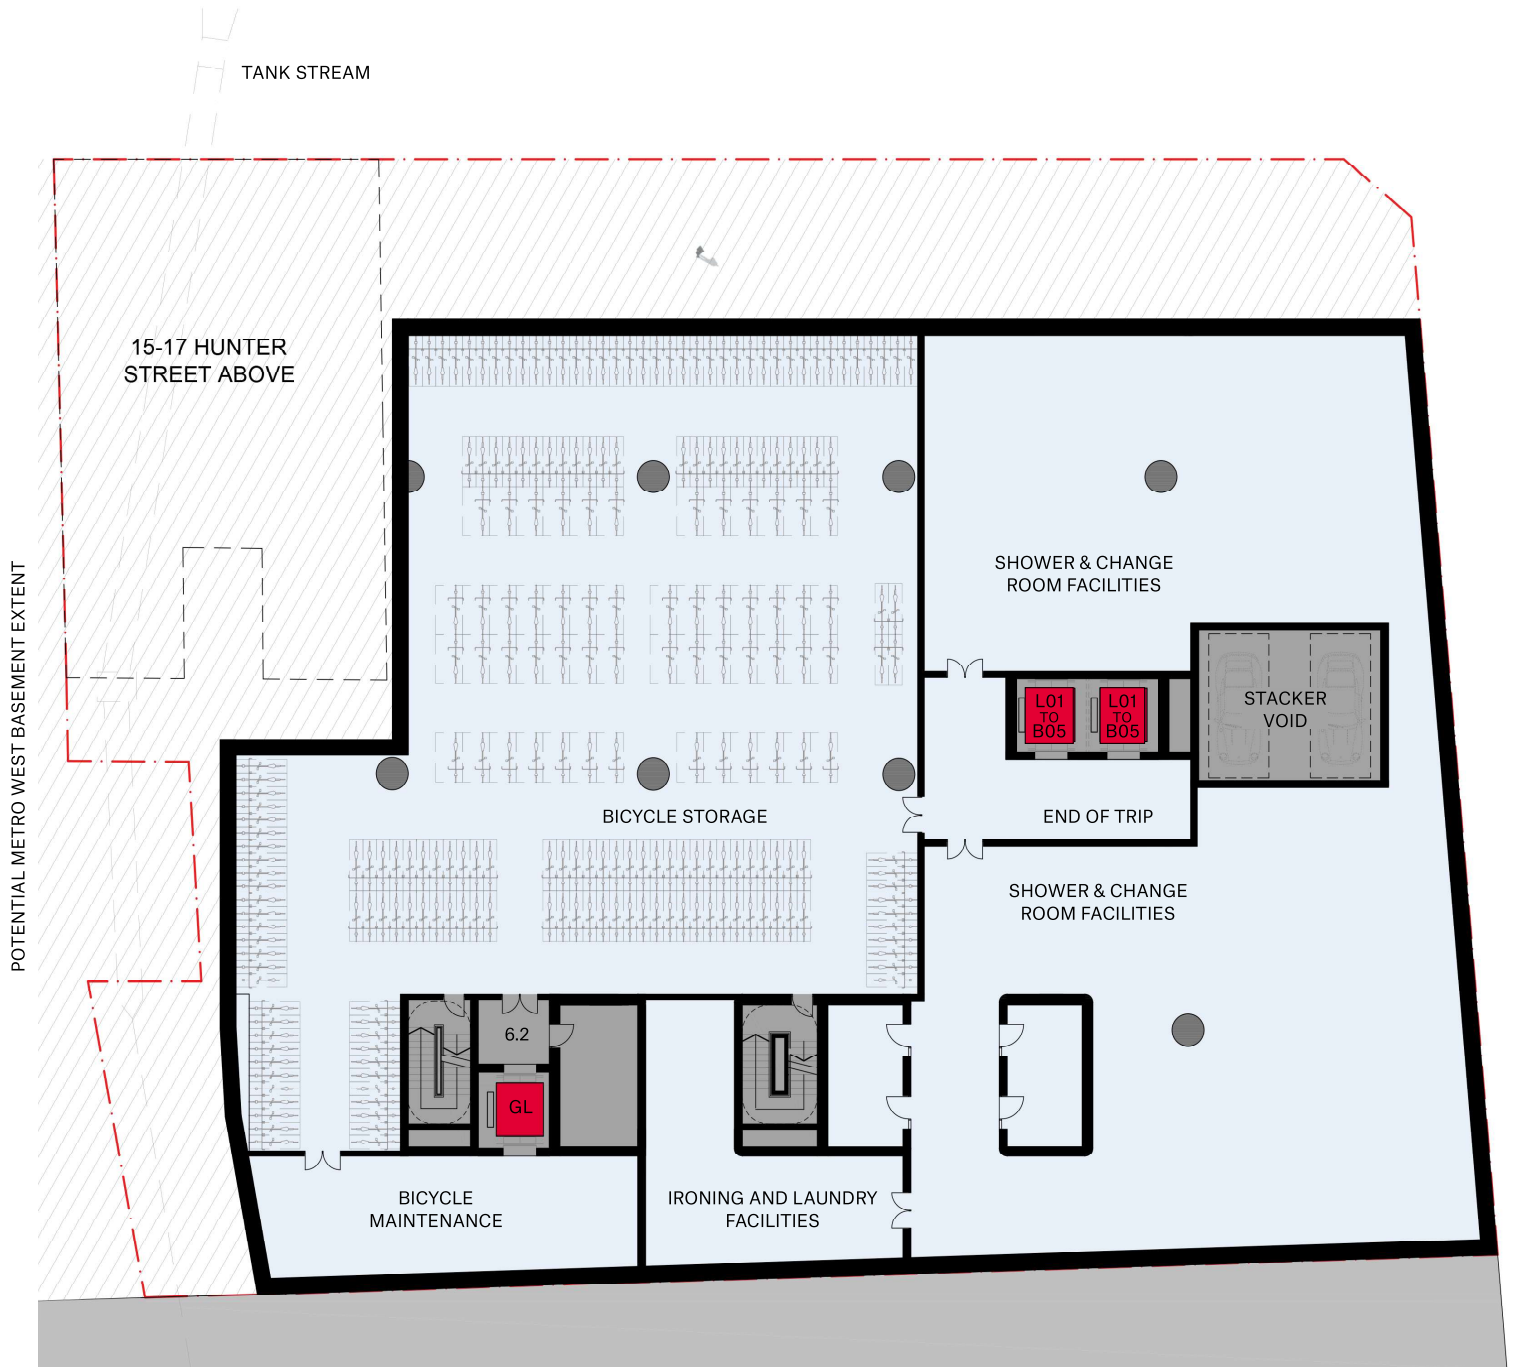 TANK STREAM
15-17 HUNTER
STREET ABOVE
POTENTIAL METRO WEST BASEMENT EXTENT
SHOWER & CHANGE
ROOM FACILITIES
STACKER
VOID
L01
TO
B05
L01
TO
B05
BICYCLE STORAGE
END OF TRIP
SHOWER & CHANGE
ROOM FACILITIES
6.2
GL
BICYCLE
MAINTENANCE
IRONING AND LAUNDRY
FACILITIES